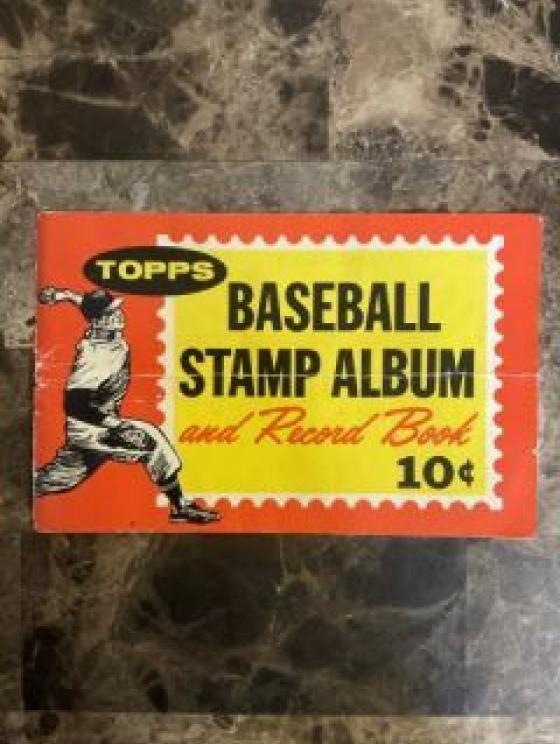 TOPPS
BASEBALL
STAMP ALBUM
and Record Book
10¢